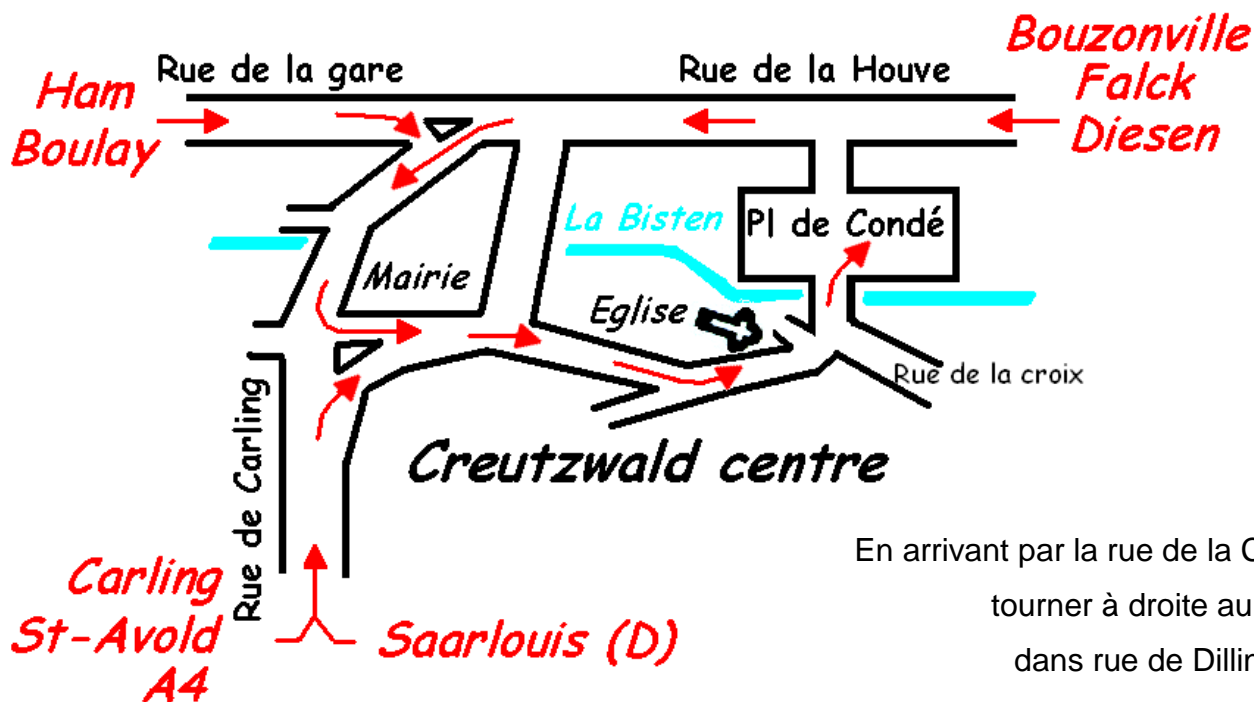 Rue de la gare
Rue de la Houve
Bouzonville
Falck
Diesen
Ham
Boulay
La Bisten
Pl de Condé
Mairie
Eglise
Rue de la croix
Rue de Carling
Creutzwald centre
Carling
St-Avold
A4
Saarlouis (D)
En arrivant par la rue de la
tourner à droite au
dans rue de